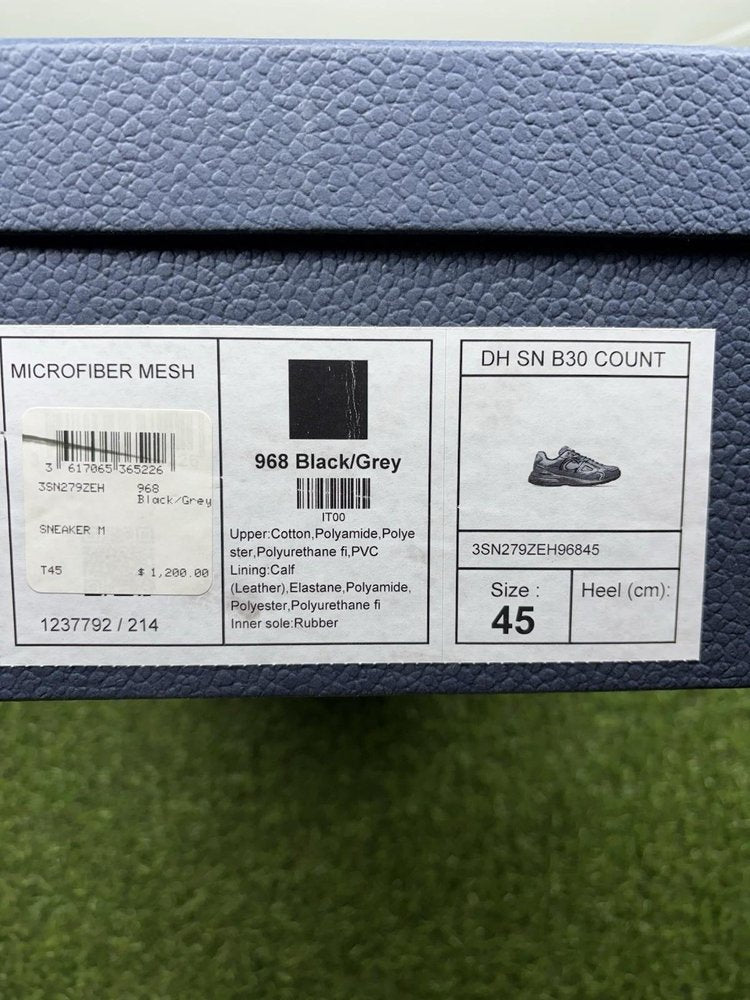 MICROFIBER MESH
3 617065 365226
3SN279ZEH 968
Black/Grey
SNEAKER M
T45 $ 1,200.00
1237792 / 214
968 Black/Grey
IT00
Upper:Cotton,Polyamide,Polye
ster,Polyurethane fi,PVC
Lining:Calf
(Leather),Elastane,Polyamide,
Polyester,Polyurethane fi
Inner sole:Rubber
DH SN B30 COUNT
3SN279ZEH96845
Size :
45
Heel (cm):